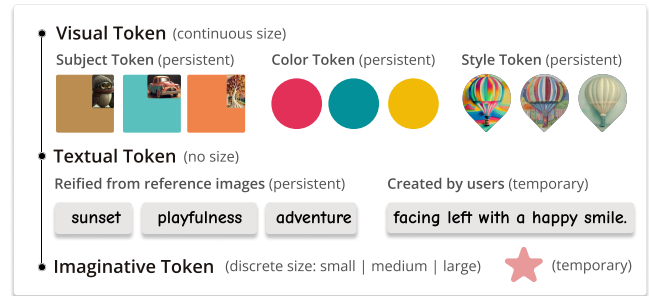 Visual Token (continuous size)
Subject Token (persistent) Color Token (persistent) Style Token (persistent)
Textual Token (no size)
Reified from reference images (persistent) Created by users (temporary)
sunset playfulness adventure facing left with a happy smile.
Imaginative Token (discrete size: small | medium | large) (temporary)